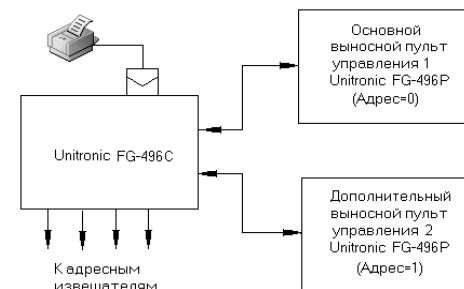 Основной
выносной пульт
управления 1
Unitronic FG-496P
(Адрес=0)
Unitronic FG-496C
Дополнительный
выносной пульт
управления 2
Unitronic FG-496P
(Адрес=1)
К адресным
извещателям